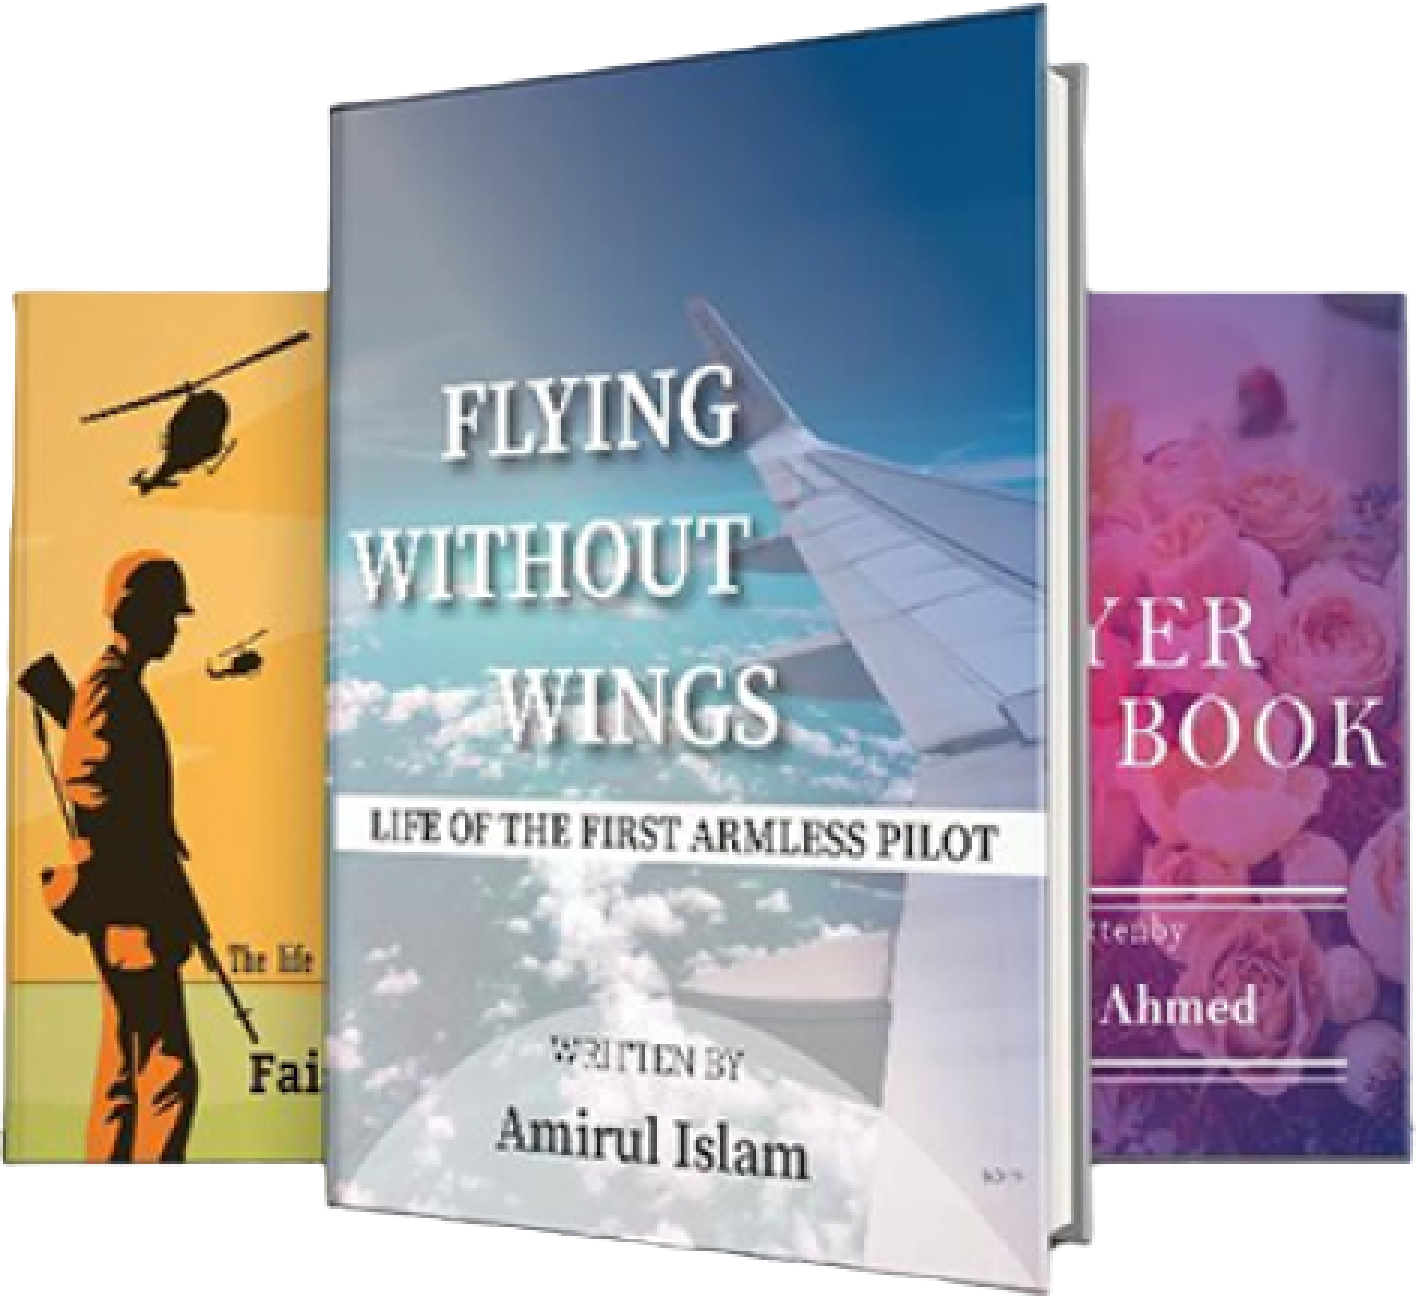 The life
Fai
FLYING
WITHOUT
WINGS
LIFE OF THE FIRST ARMLESS PILOT
WRITTEN BY
Amirul Islam
YER
BOOK
ttenby
Ahmed